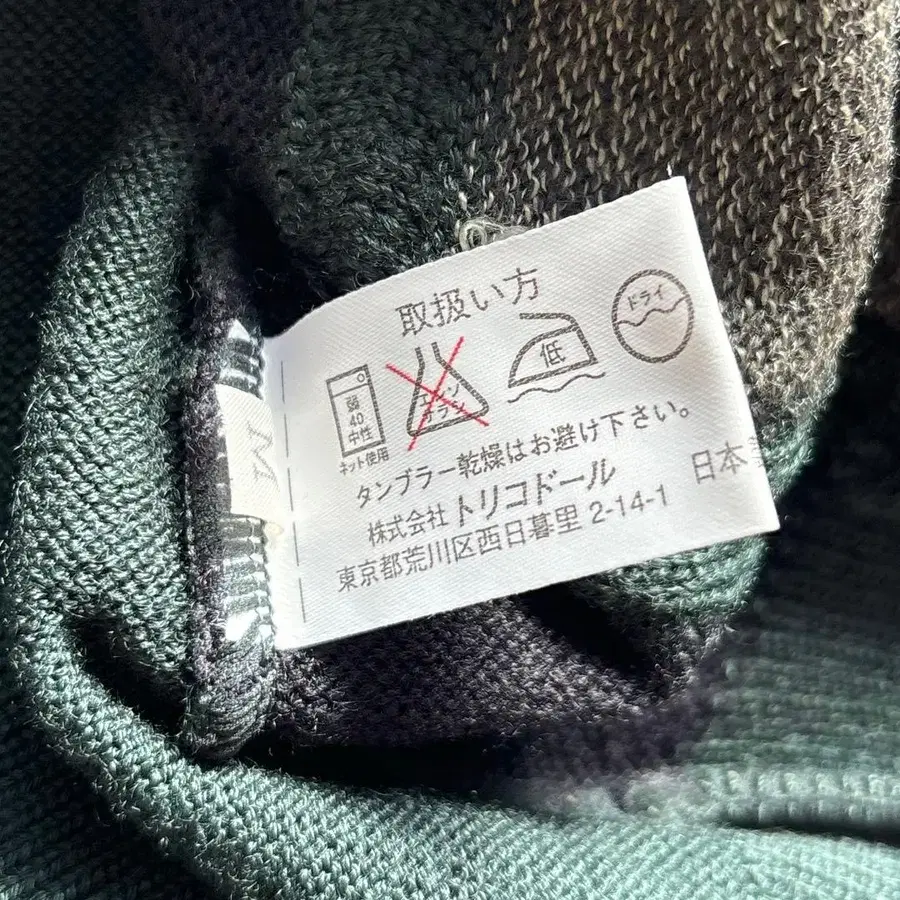 取扱い方
弱
40
中性
ネット使用
エンソ
サラシ
低
ドライ
タンブラー乾燥はお避け下さい。
株式会社 トリコドール
東京都荒川区西日暮里 2-14-1
日本
M